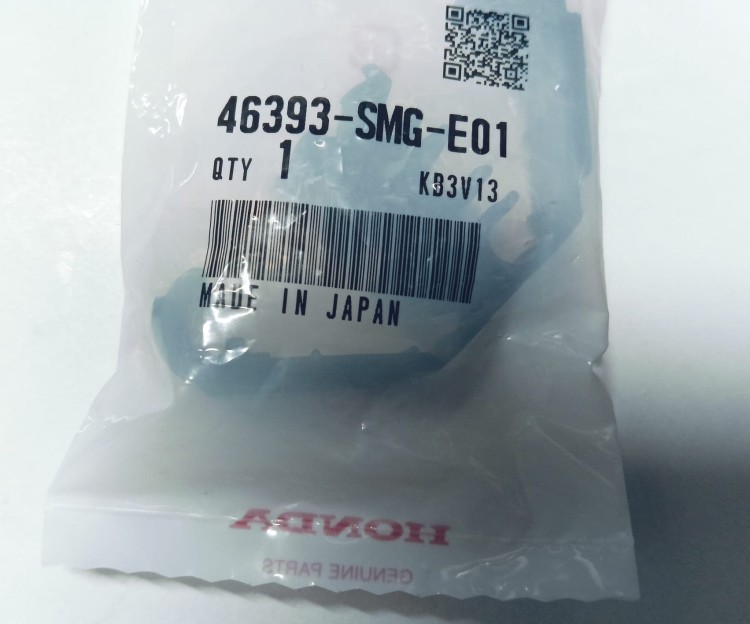 46393-SMG-E01
QTY 1 KB3V13
MADE IN JAPAN
HONDA
GENUINE PARTS